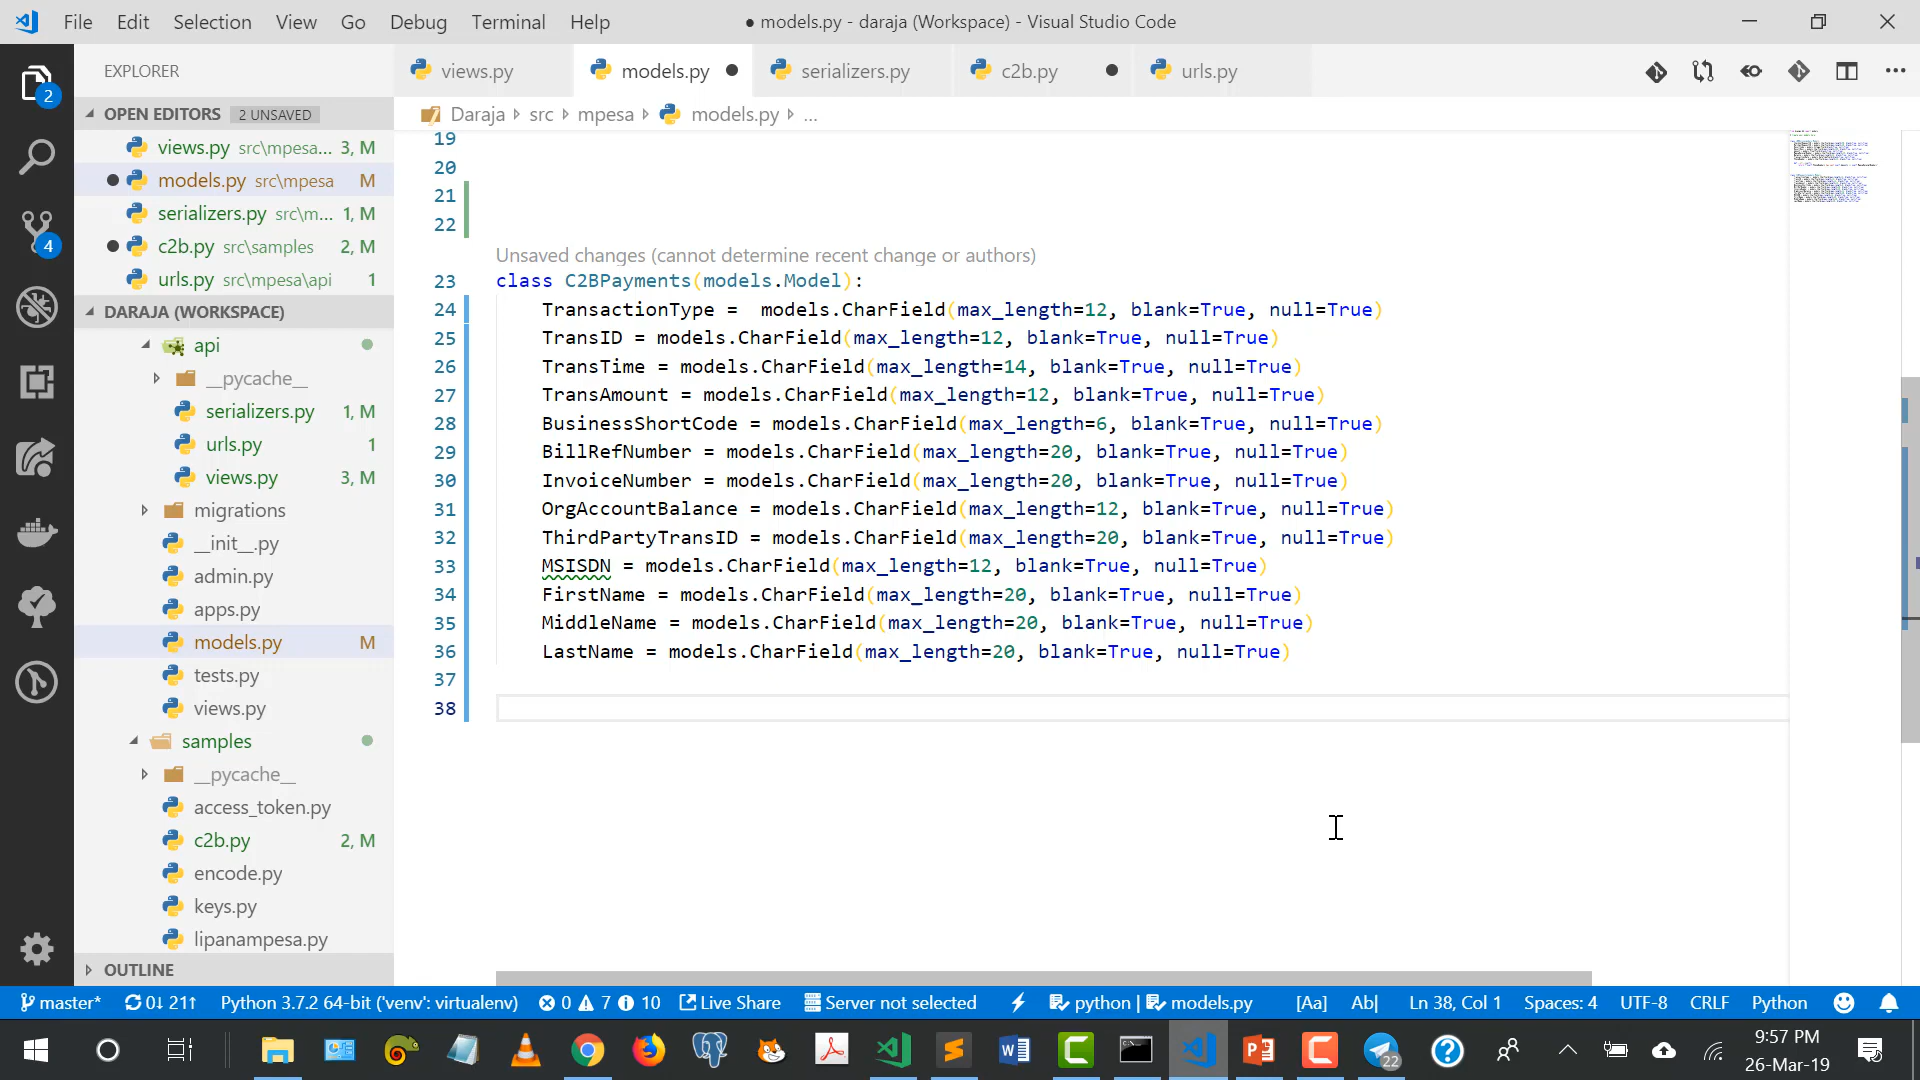 File Edit Selection View Go Debug Terminal Help
● models.py - daraja (Workspace) - Visual Studio Code
EXPLORER
views.py
models.py
serializers.py
c2b.py
urls.py
2
OPEN EDITORS 2 UNSAVED
Daraja src mpesa models.py ...
views.py src\mpesa... 3, M
models.py src\mpesa M
serializers.py src\m... 1, M
c2b.py src\samples 2, M
urls.py src\mpesa\api 1
4
DARAJA (WORKSPACE)
api
__pycache__
serializers.py 1, M
urls.py 1
views.py 3, M
migrations
__init__.py
admin.py
apps.py
models.py M
tests.py
views.py
samples
__pycache__
access_token.py
c2b.py 2, M
encode.py
keys.py
lipanampesa.py
OUTLINE
19
20
21
22
Unsaved changes (cannot determine recent change or authors)
23 class C2BPayments(models.Model):
24 TransactionType =  models.CharField(max_length=12, blank=True, null=True)
25 TransID = models.CharField(max_length=12, blank=True, null=True)
26 TransTime = models.CharField(max_length=14, blank=True, null=True)
27 TransAmount = models.CharField(max_length=12, blank=True, null=True)
28 BusinessShortCode = models.CharField(max_length=6, blank=True, null=True)
29 BillRefNumber = models.CharField(max_length=20, blank=True, null=True)
30 InvoiceNumber = models.CharField(max_length=20, blank=True, null=True)
31 OrgAccountBalance = models.CharField(max_length=12, blank=True, null=True)
32 ThirdPartyTransID = models.CharField(max_length=20, blank=True, null=True)
33 MSISDN = models.CharField(max_length=12, blank=True, null=True)
34 FirstName = models.CharField(max_length=20, blank=True, null=True)
35 MiddleName = models.CharField(max_length=20, blank=True, null=True)
36 LastName = models.CharField(max_length=20, blank=True, null=True)
37
38
master* 0↓ 21↑ Python 3.7.2 64-bit ('venv': virtualenv) 0 7 10 Live Share Server not selected python | models.py [Aa] Ab| Ln 38, Col 1 Spaces: 4 UTF-8 CRLF Python
22
9:57 PM
26-Mar-19